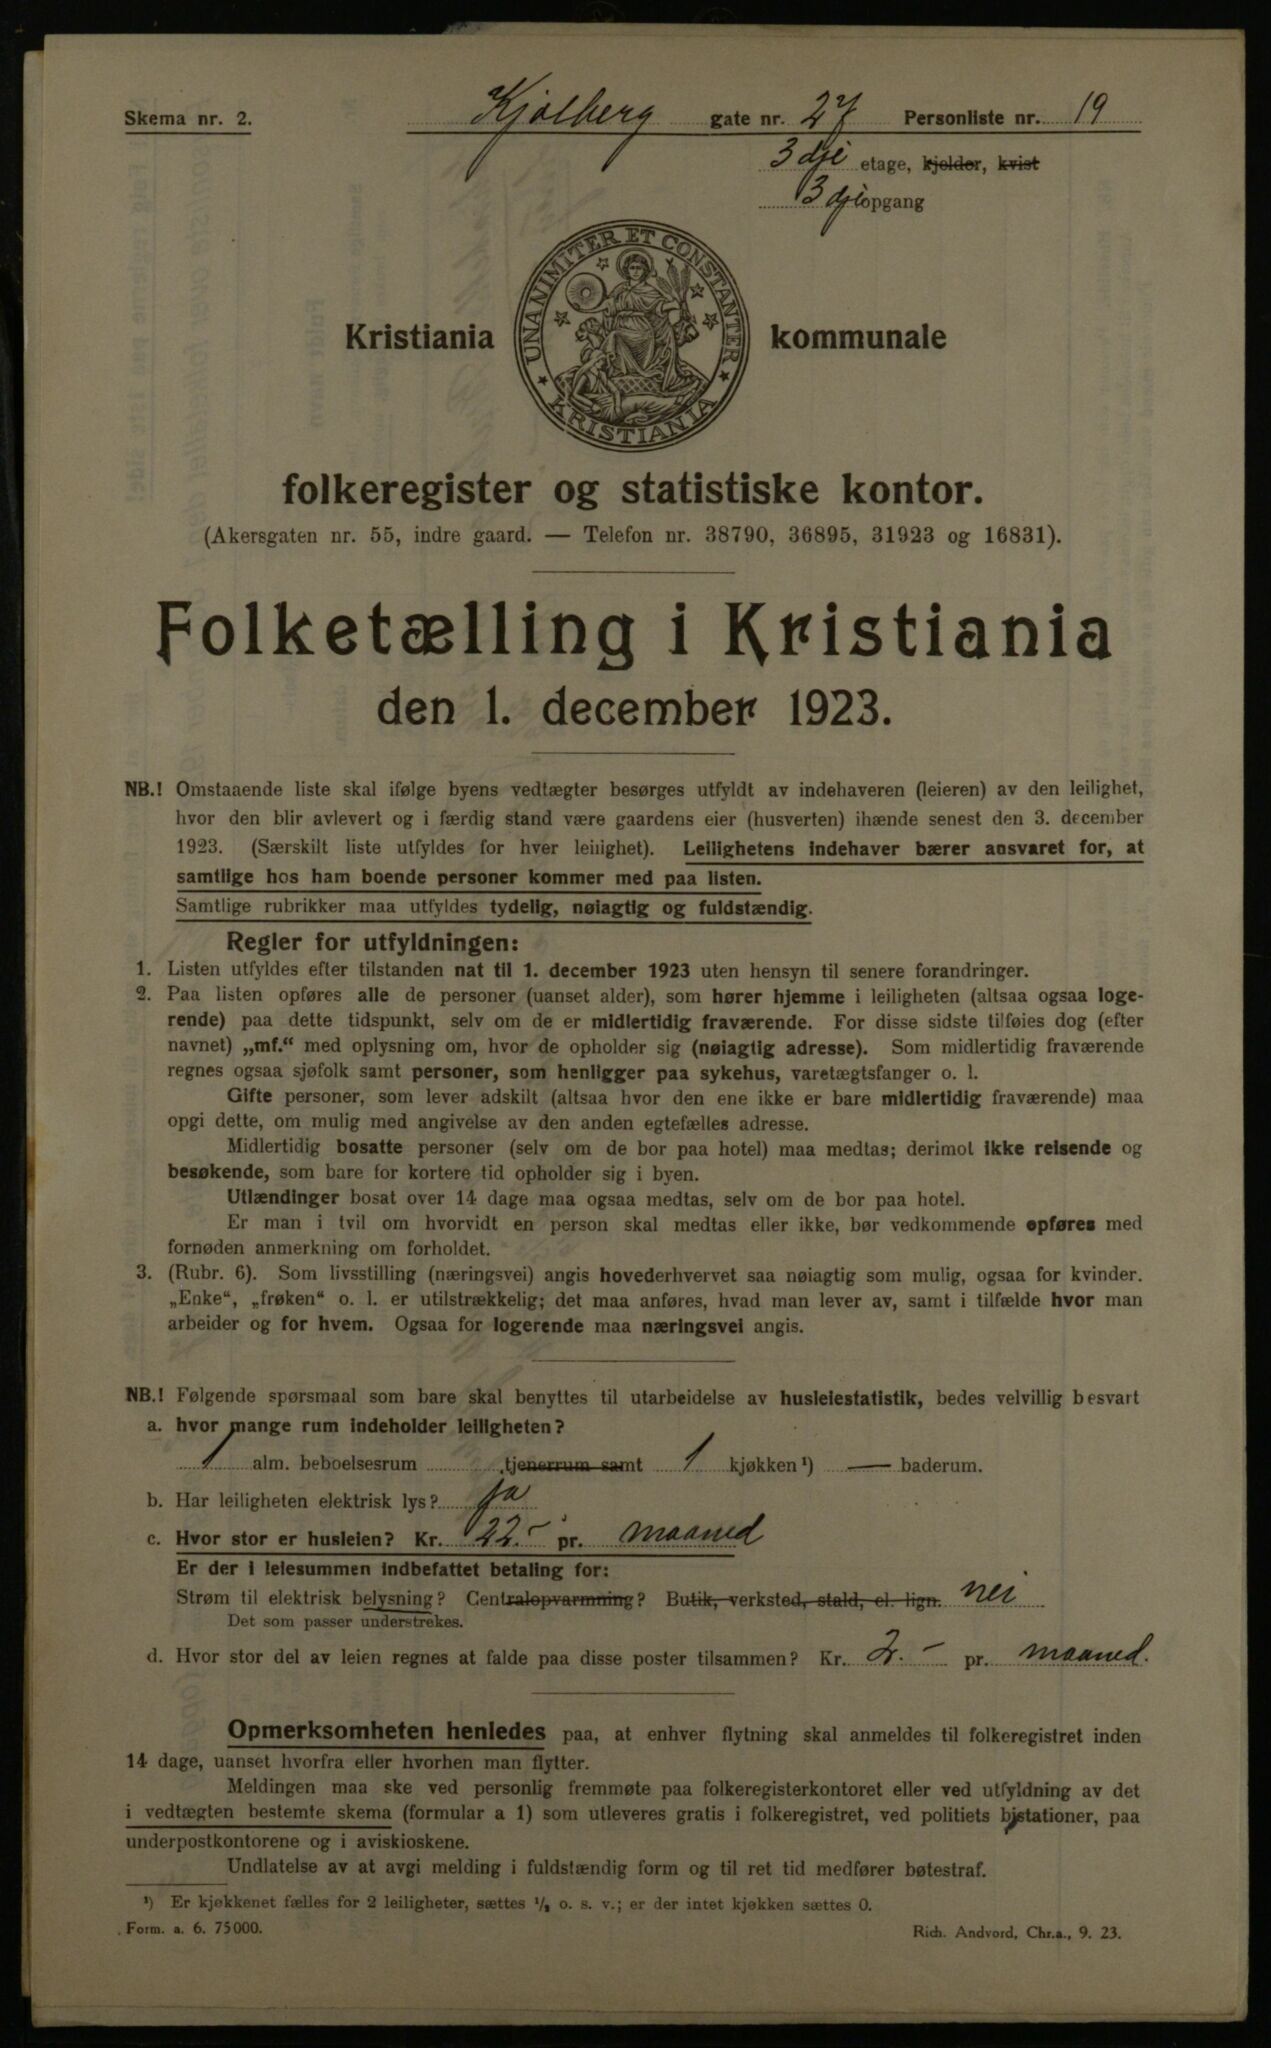 Skema nr. 2.
Kjølberg gate nr. 27 Personliste nr. 19
3dje etage, kjelder, kvist
3dje opgang
UNANIMITER ET CONSTANTER
KRISTIANIA
Kristiania kommunale
folkeregister og statistiske kontor.
(Akersgaten nr. 55, indre gaard. — Telefon nr. 38790, 36895, 31923 og 16831).
Folketælling i Kristiania
den 1. december 1923.
NB.! Omstaaende liste skal ifølge byens vedtægter besørges utfyldt av indehaveren (leieren) av den leilighet,
hvor den blir avlevert og i færdig stand være gaardens eier (husverten) ihænde senest den 3. december
1923. (Særskilt liste utfyldes for hver leilighet). Leilighetens indehaver bærer ansvaret for, at
samtlige hos ham boende personer kommer med paa listen.
Samtlige rubrikker maa utfyldes tydelig, nøiagtig og fuldstændig.
Regler for utfyldningen:
1. Listen utfyldes efter tilstanden nat til 1. december 1923 uten hensyn til senere forandringer.
2. Paa listen opføres alle de personer (uanset alder), som hører hjemme i leiligheten (altsaa ogsaa loge-
rende) paa dette tidspunkt, selv om de er midlertidig fraværende. For disse sidste tilføies dog (efter
navnet) „mf.“ med oplysning om, hvor de opholder sig (nøiagtig adresse). Som midlertidig fraværende
regnes ogsaa sjøfolk samt personer, som henligger paa sykehus, varetægtsfanger o. l.
Gifte personer, som lever adskilt (altsaa hvor den ene ikke er bare midlertidig fraværende) maa
opgi dette, om mulig med angivelse av den anden egtefælles adresse.
Midlertidig bosatte personer (selv om de bor paa hotel) maa medtas; derimot ikke reisende og
besøkende, som bare for kortere tid opholder sig i byen.
Utlændinger bosat over 14 dage maa ogsaa medtas, selv om de bor paa hotel.
Er man i tvil om hvorvidt en person skal medtas eller ikke, bør vedkommende opføres med
fornøden anmerkning om forholdet.
3. (Rubr. 6). Som livsstilling (næringsvei) angis hovederhvervet saa nøiagtig som mulig, ogsaa for kvinder.
„Enke“, „frøken“ o. l. er utilstrækkelig; det maa anføres, hvad man lever av, samt i tilfælde hvor man
arbeider og for hvem. Ogsaa for logerende maa næringsvei angis.
NB.! Følgende spørsmaal som bare skal benyttes til utarbeidelse av husleiestatistik, bedes velvillig besvart
a. hvor mange rum indeholder leiligheten?
1 alm. beboelsesrum tjenerrum samt 1 kjøkken ¹) — baderum.
b. Har leiligheten elektrisk lys? ja
c. Hvor stor er husleien? Kr. 22.- pr. maaned
Er der i leiesummen indbefattet betaling for:
Strøm til elektrisk belysning? Centralopvarmning? Butik, verksted, stald, el. lign. nei
Det som passer understrekes.
d. Hvor stor del av leien regnes at falde paa disse poster tilsammen? Kr. 2.- pr. maaned.
Opmerksomheten henledes paa, at enhver flytning skal anmeldes til folkeregistret inden
14 dage, uanset hvorfra eller hvorhen man flytter.
Meldingen maa ske ved personlig fremmøte paa folkeregisterkontoret eller ved utfyldning av det
i vedtægten bestemte skema (formular a 1) som utleveres gratis i folkeregistret, ved politiets bistationer, paa
underpostkontorene og i aviskioskene.
Undlatelse av at avgi melding i fuldstændig form og til ret tid medfører bøtestraf.
¹) Er kjøkkenet fælles for 2 leiligheter, sættes ½ o. s. v.; er der intet kjøkken sættes 0.
Form. a. 6. 75000.
Rich. Andvord, Chr.a., 9. 23.